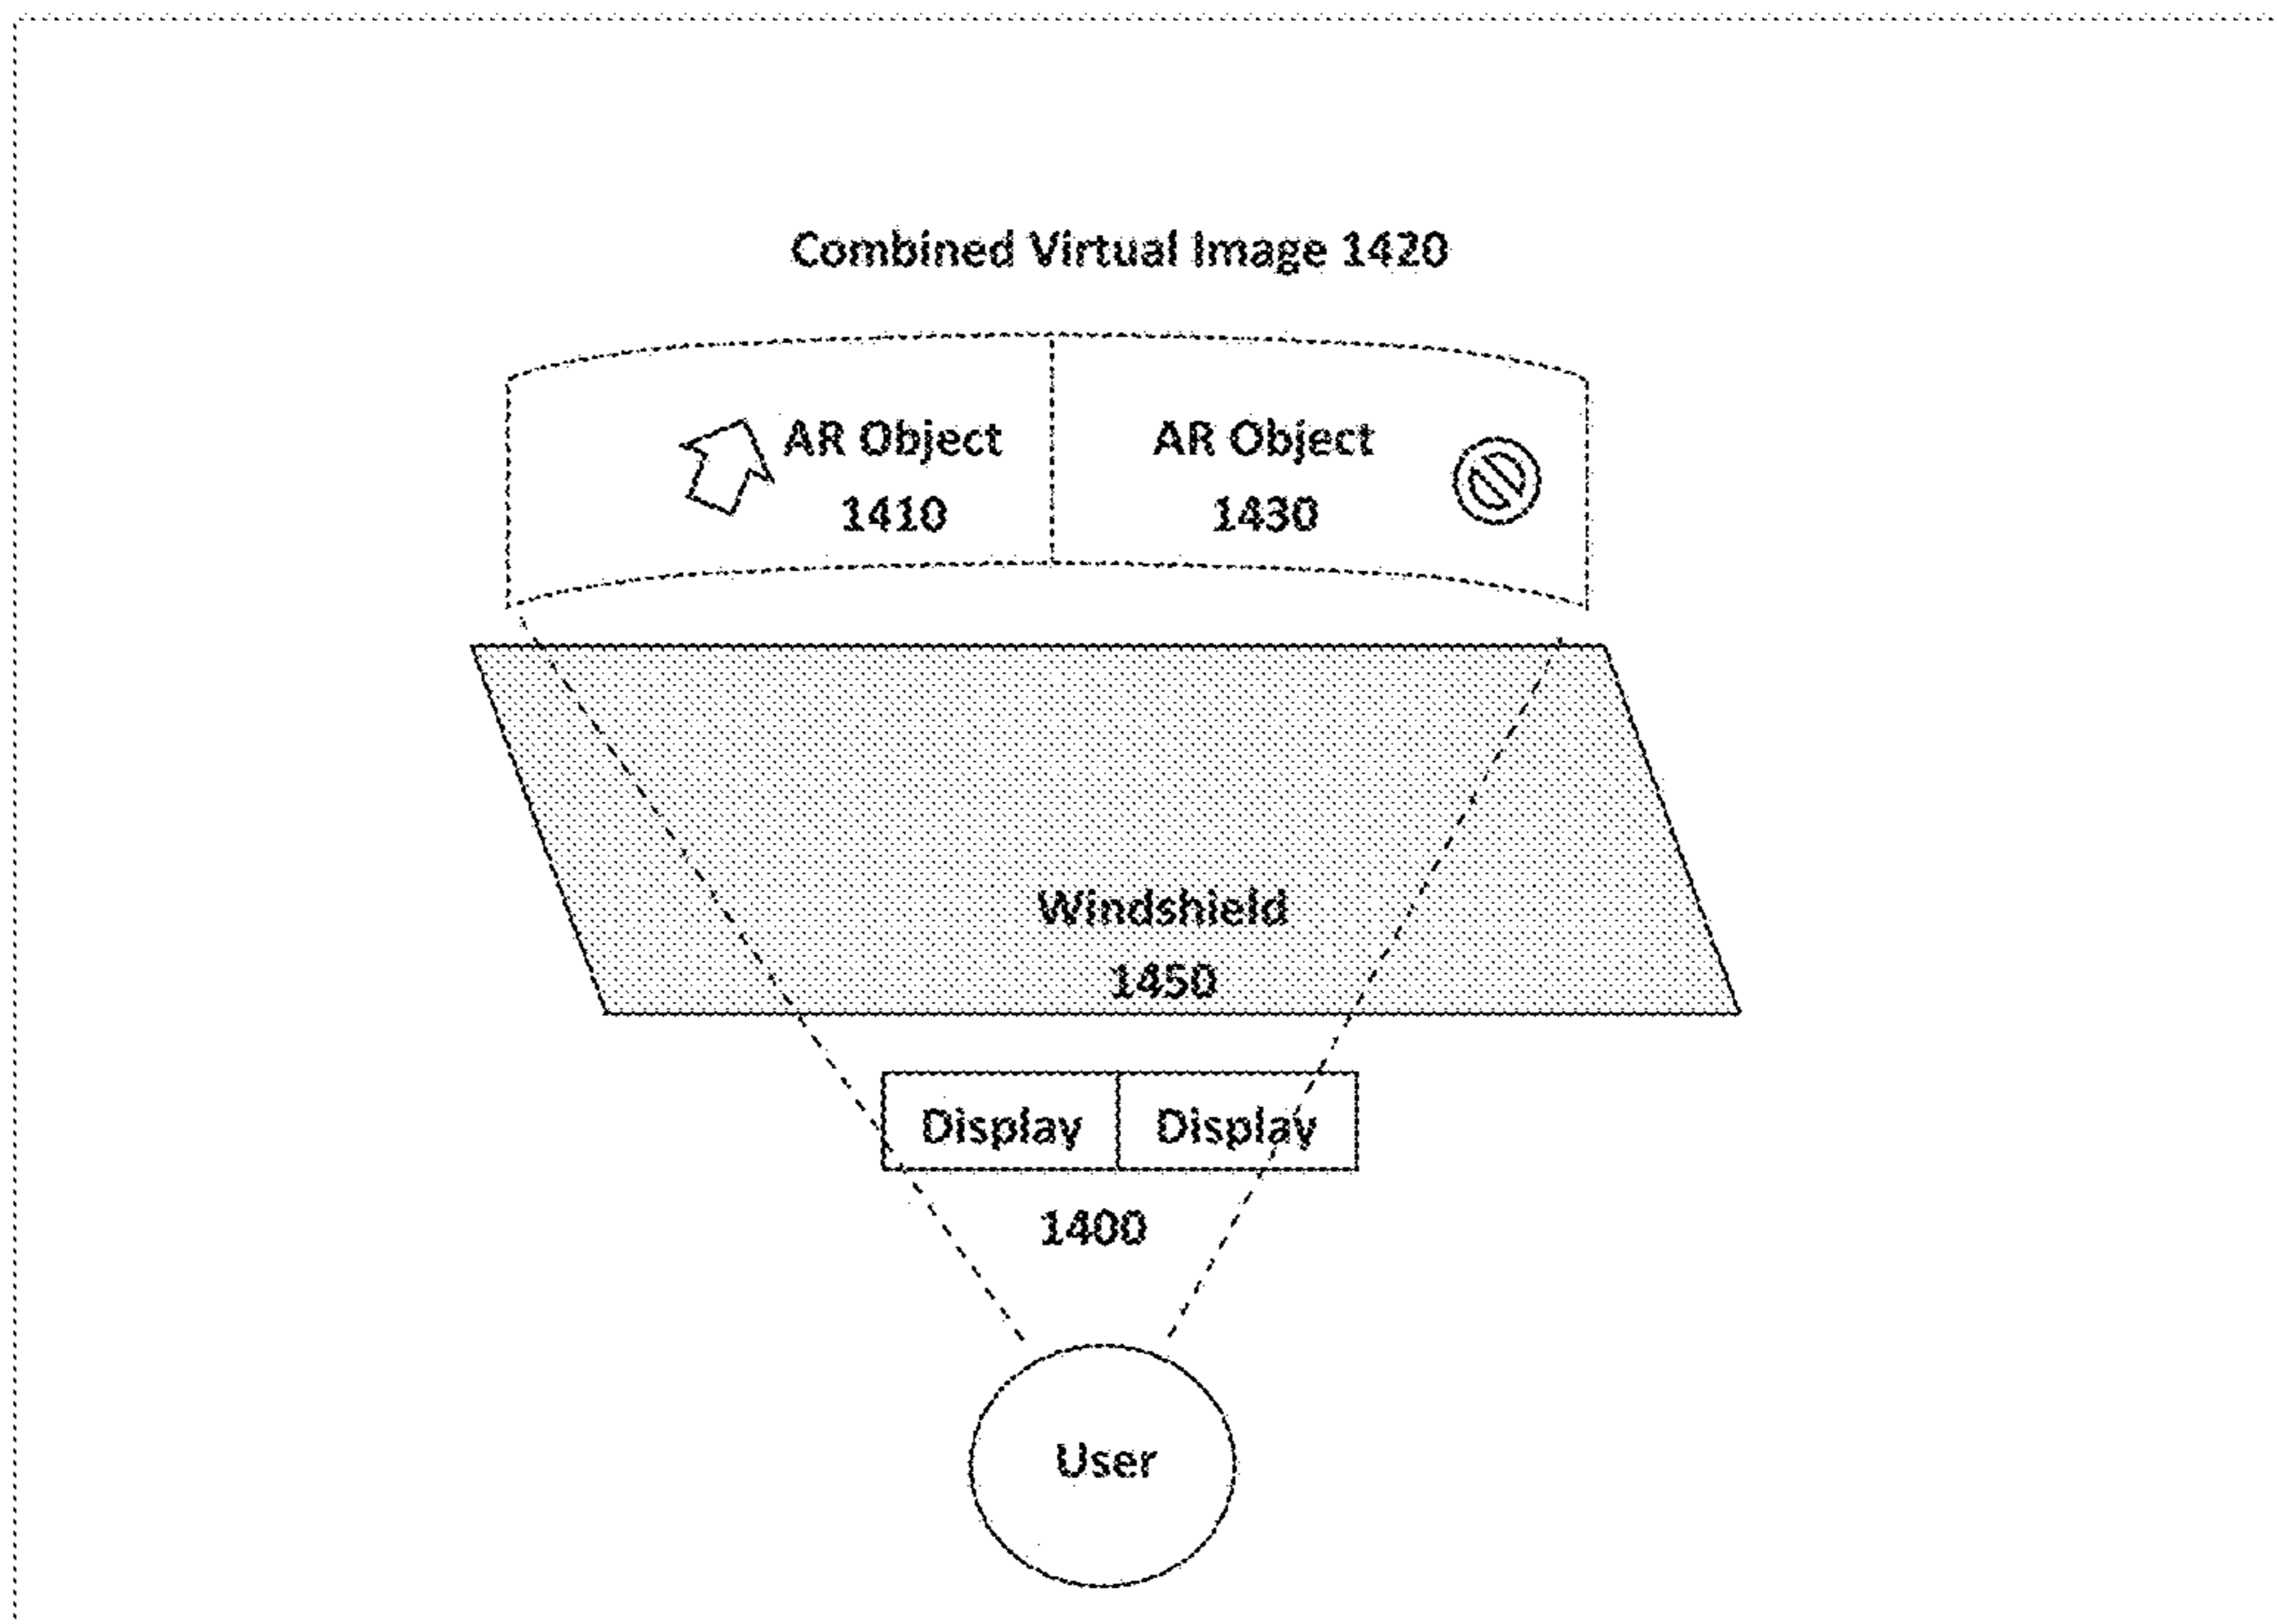 Combined Virtual Image 1420
AR Object
1410
AR Object
1430
Windshield
1450
Display
Display
1400
User